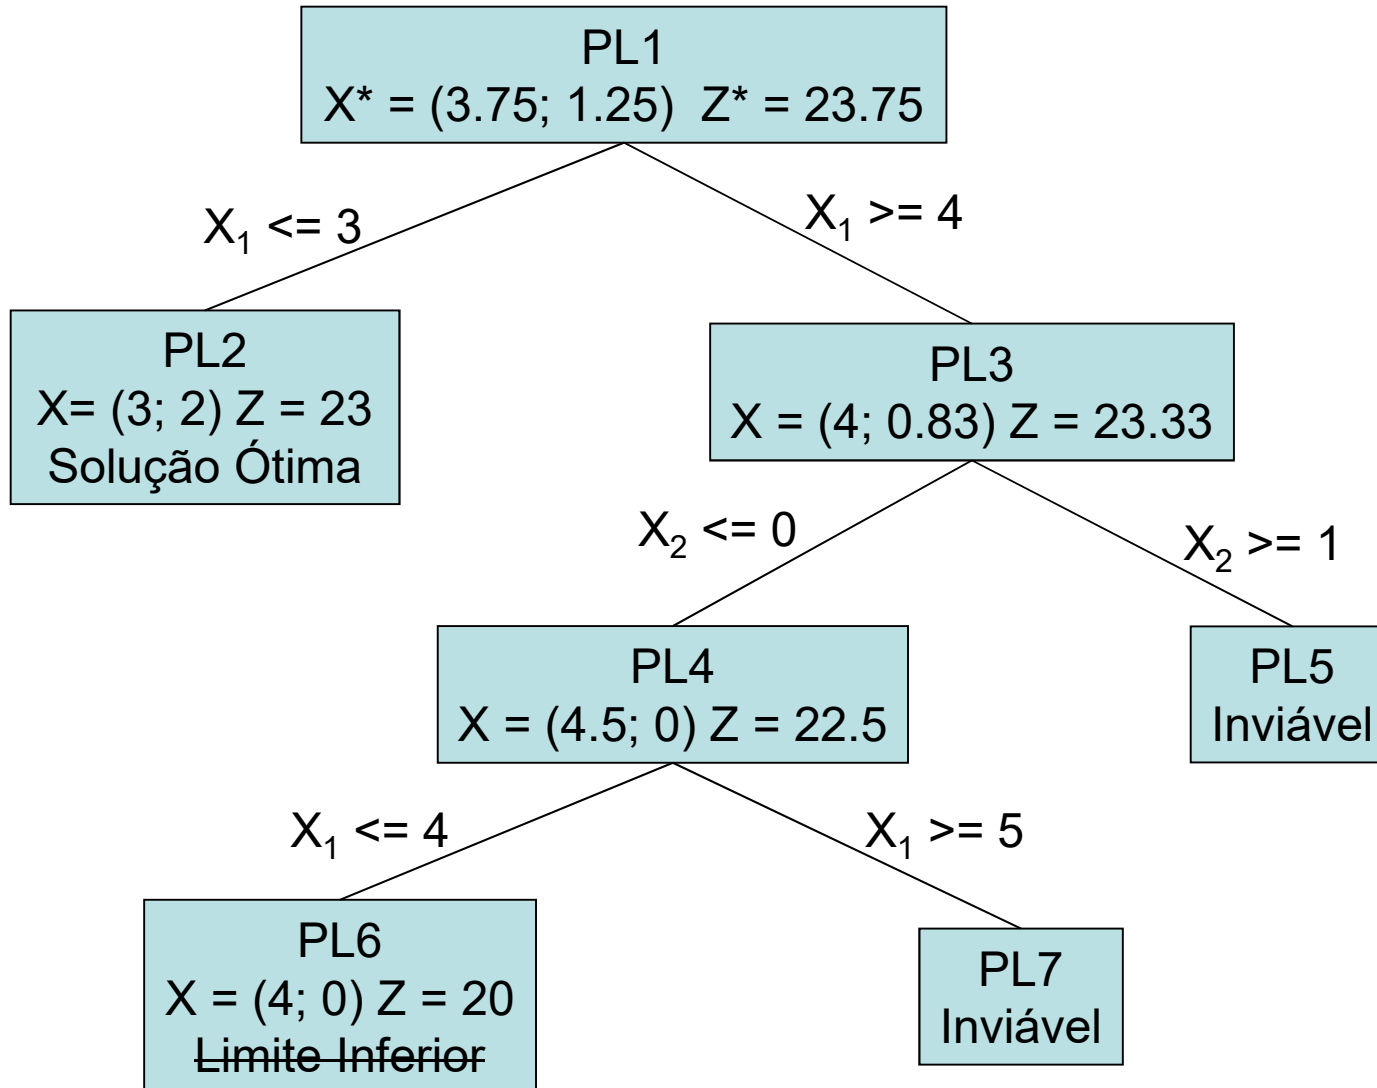 PL1
X* = (3.75; 1.25) Z* = 23.75
X₁ <= 3
X₁ >= 4
PL2
X= (3; 2) Z = 23
Solução Ótima
PL3
X = (4; 0.83) Z = 23.33
X₂ <= 0
X₂ >= 1
PL4
X = (4.5; 0) Z = 22.5
PL5
Inviável
X₁ <= 4
X₁ >= 5
PL6
X = (4; 0) Z = 20
Limite Inferior
PL7
Inviável